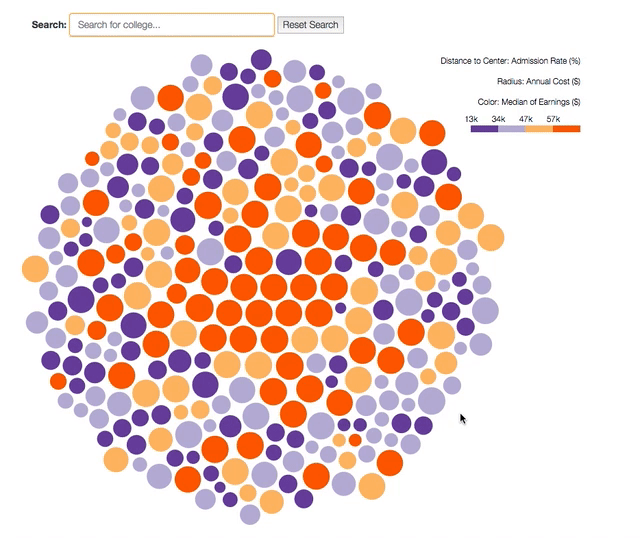 Search: Search for college... Reset Search
Distance to Center: Admission Rate (%)
Radius: Annual Cost ($)
Color: Median of Earnings ($)
13k 34k 47k 57k